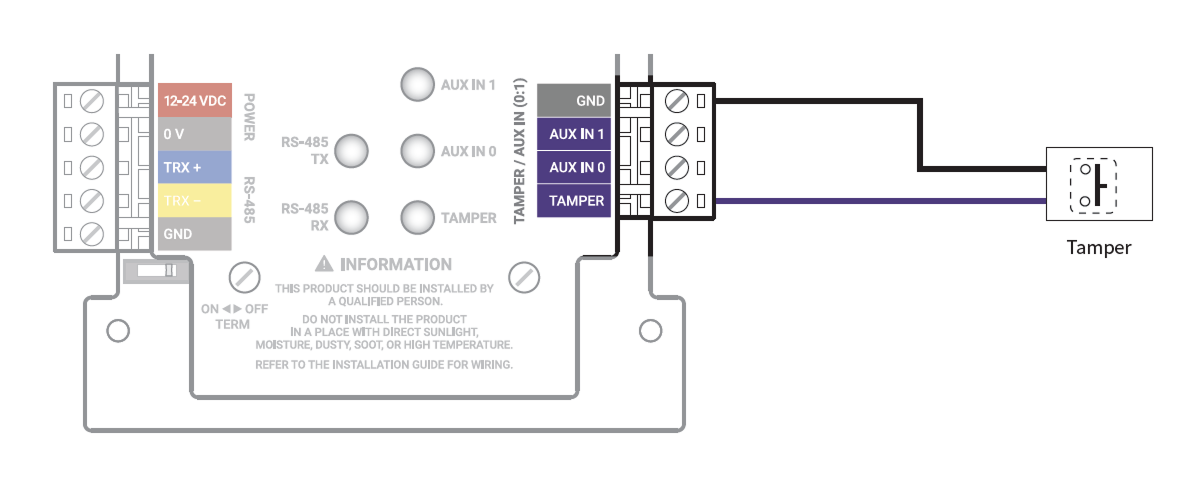 12-24 VDC
0 V
TRX +
TRX −
GND
POWER
RS-485
RS-485
TX
RS-485
RX
AUX IN 1
AUX IN 0
TAMPER
TAMPER / AUX IN (0:1)
GND
AUX IN 1
AUX IN 0
TAMPER
Tamper
ON ◀▶ OFF
TERM
INFORMATION
THIS PRODUCT SHOULD BE INSTALLED BY
A QUALIFIED PERSON.
DO NOT INSTALL THE PRODUCT
IN A PLACE WITH DIRECT SUNLIGHT,
MOISTURE, DUSTY, SOOT, OR HIGH TEMPERATURE.
REFER TO THE INSTALLATION GUIDE FOR WIRING.